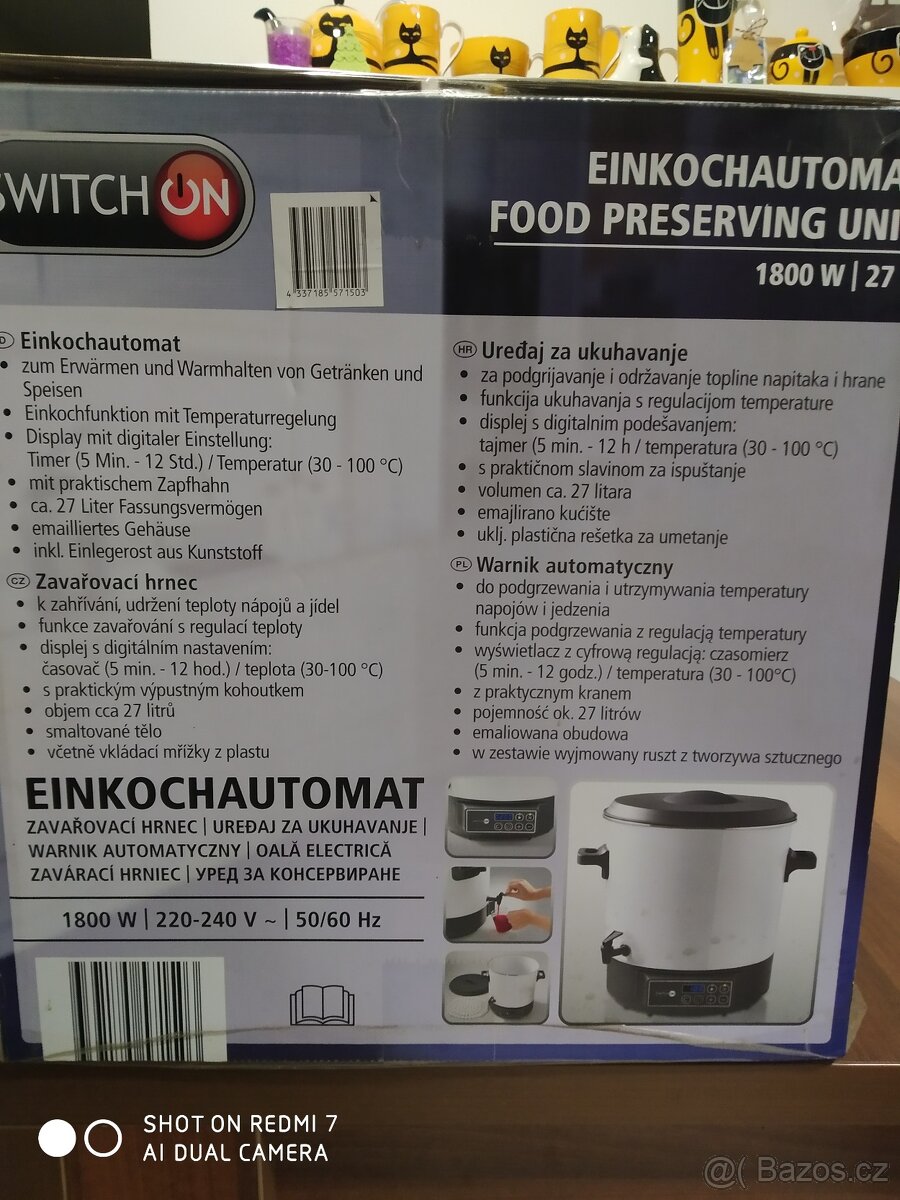 SWITCH ON
EINKOCHAUTOMA
FOOD PRESERVING UNI
1800 W | 27
4 337185 571503
D Einkochautomat
• zum Erwärmen und Warmhalten von Getränken und
Speisen
• Einkochfunktion mit Temperaturregelung
• Display mit digitaler Einstellung:
Timer (5 Min. - 12 Std.) / Temperatur (30 - 100 °C)
• mit praktischem Zapfhahn
• ca. 27 Liter Fassungsvermögen
• emailliertes Gehäuse
• inkl. Einlegerost aus Kunststoff
CZ Zavařovací hrnec
• k zahřívání, udržení teploty nápojů a jídel
• funkce zavařování s regulací teploty
• displej s digitálním nastavením:
časovač (5 min. - 12 hod.) / teplota (30-100 °C)
• s praktickým výpustným kohoutkem
• objem cca 27 litrů
• smaltované tělo
• včetně vkládací mřížky z plastu
HR Uređaj za ukuhavanje
• za podgrijavanje i održavanje topline napitaka i hrane
• funkcija ukuhavanja s regulacijom temperature
• displej s digitalnim podešavanjem:
tajmer (5 min. - 12 h / temperatura (30 - 100 °C)
• s praktičnom slavinom za ispuštanje
• volumen ca. 27 litara
• emajlirano kućište
• uklj. plastična rešetka za umetanje
PL Warnik automatyczny
• do podgrzewania i utrzymywania temperatury
napojów i jedzenia
• funkcja podgrzewania z regulacją temperatury
• wyświetlacz z cyfrową regulacją: czasomierz
(5 min. - 12 godz.) / temperatura (30 - 100°C)
• z praktycznym kranem
• pojemność ok. 27 litrów
• emaliowana obudowa
• w zestawie wyjmowany ruszt z tworzywa sztucznego
EINKOCHAUTOMAT
ZAVAŘOVACÍ HRNEC | UREĐAJ ZA UKUHAVANJE |
WARNIK AUTOMATYCZNY | OALĂ ELECTRICĂ
ZAVÁRACÍ HRNIEC | УРЕД ЗА КОНСЕРВИРАНЕ
1800 W | 220-240 V ~ | 50/60 Hz
SHOT ON REDMI 7
AI DUAL CAMERA
@( Bazos.cz